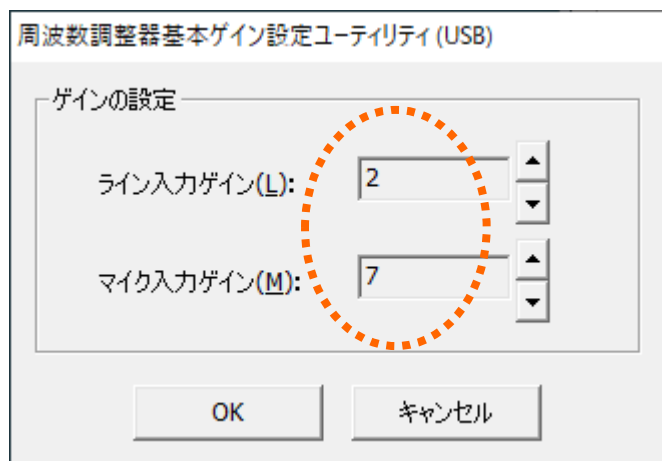 周波数調整器基本ゲイン設定ユーティリティ(USB)
ゲインの設定
ライン入力ゲイン(L): 2
マイク入力ゲイン(M): 7
OK キャンセル